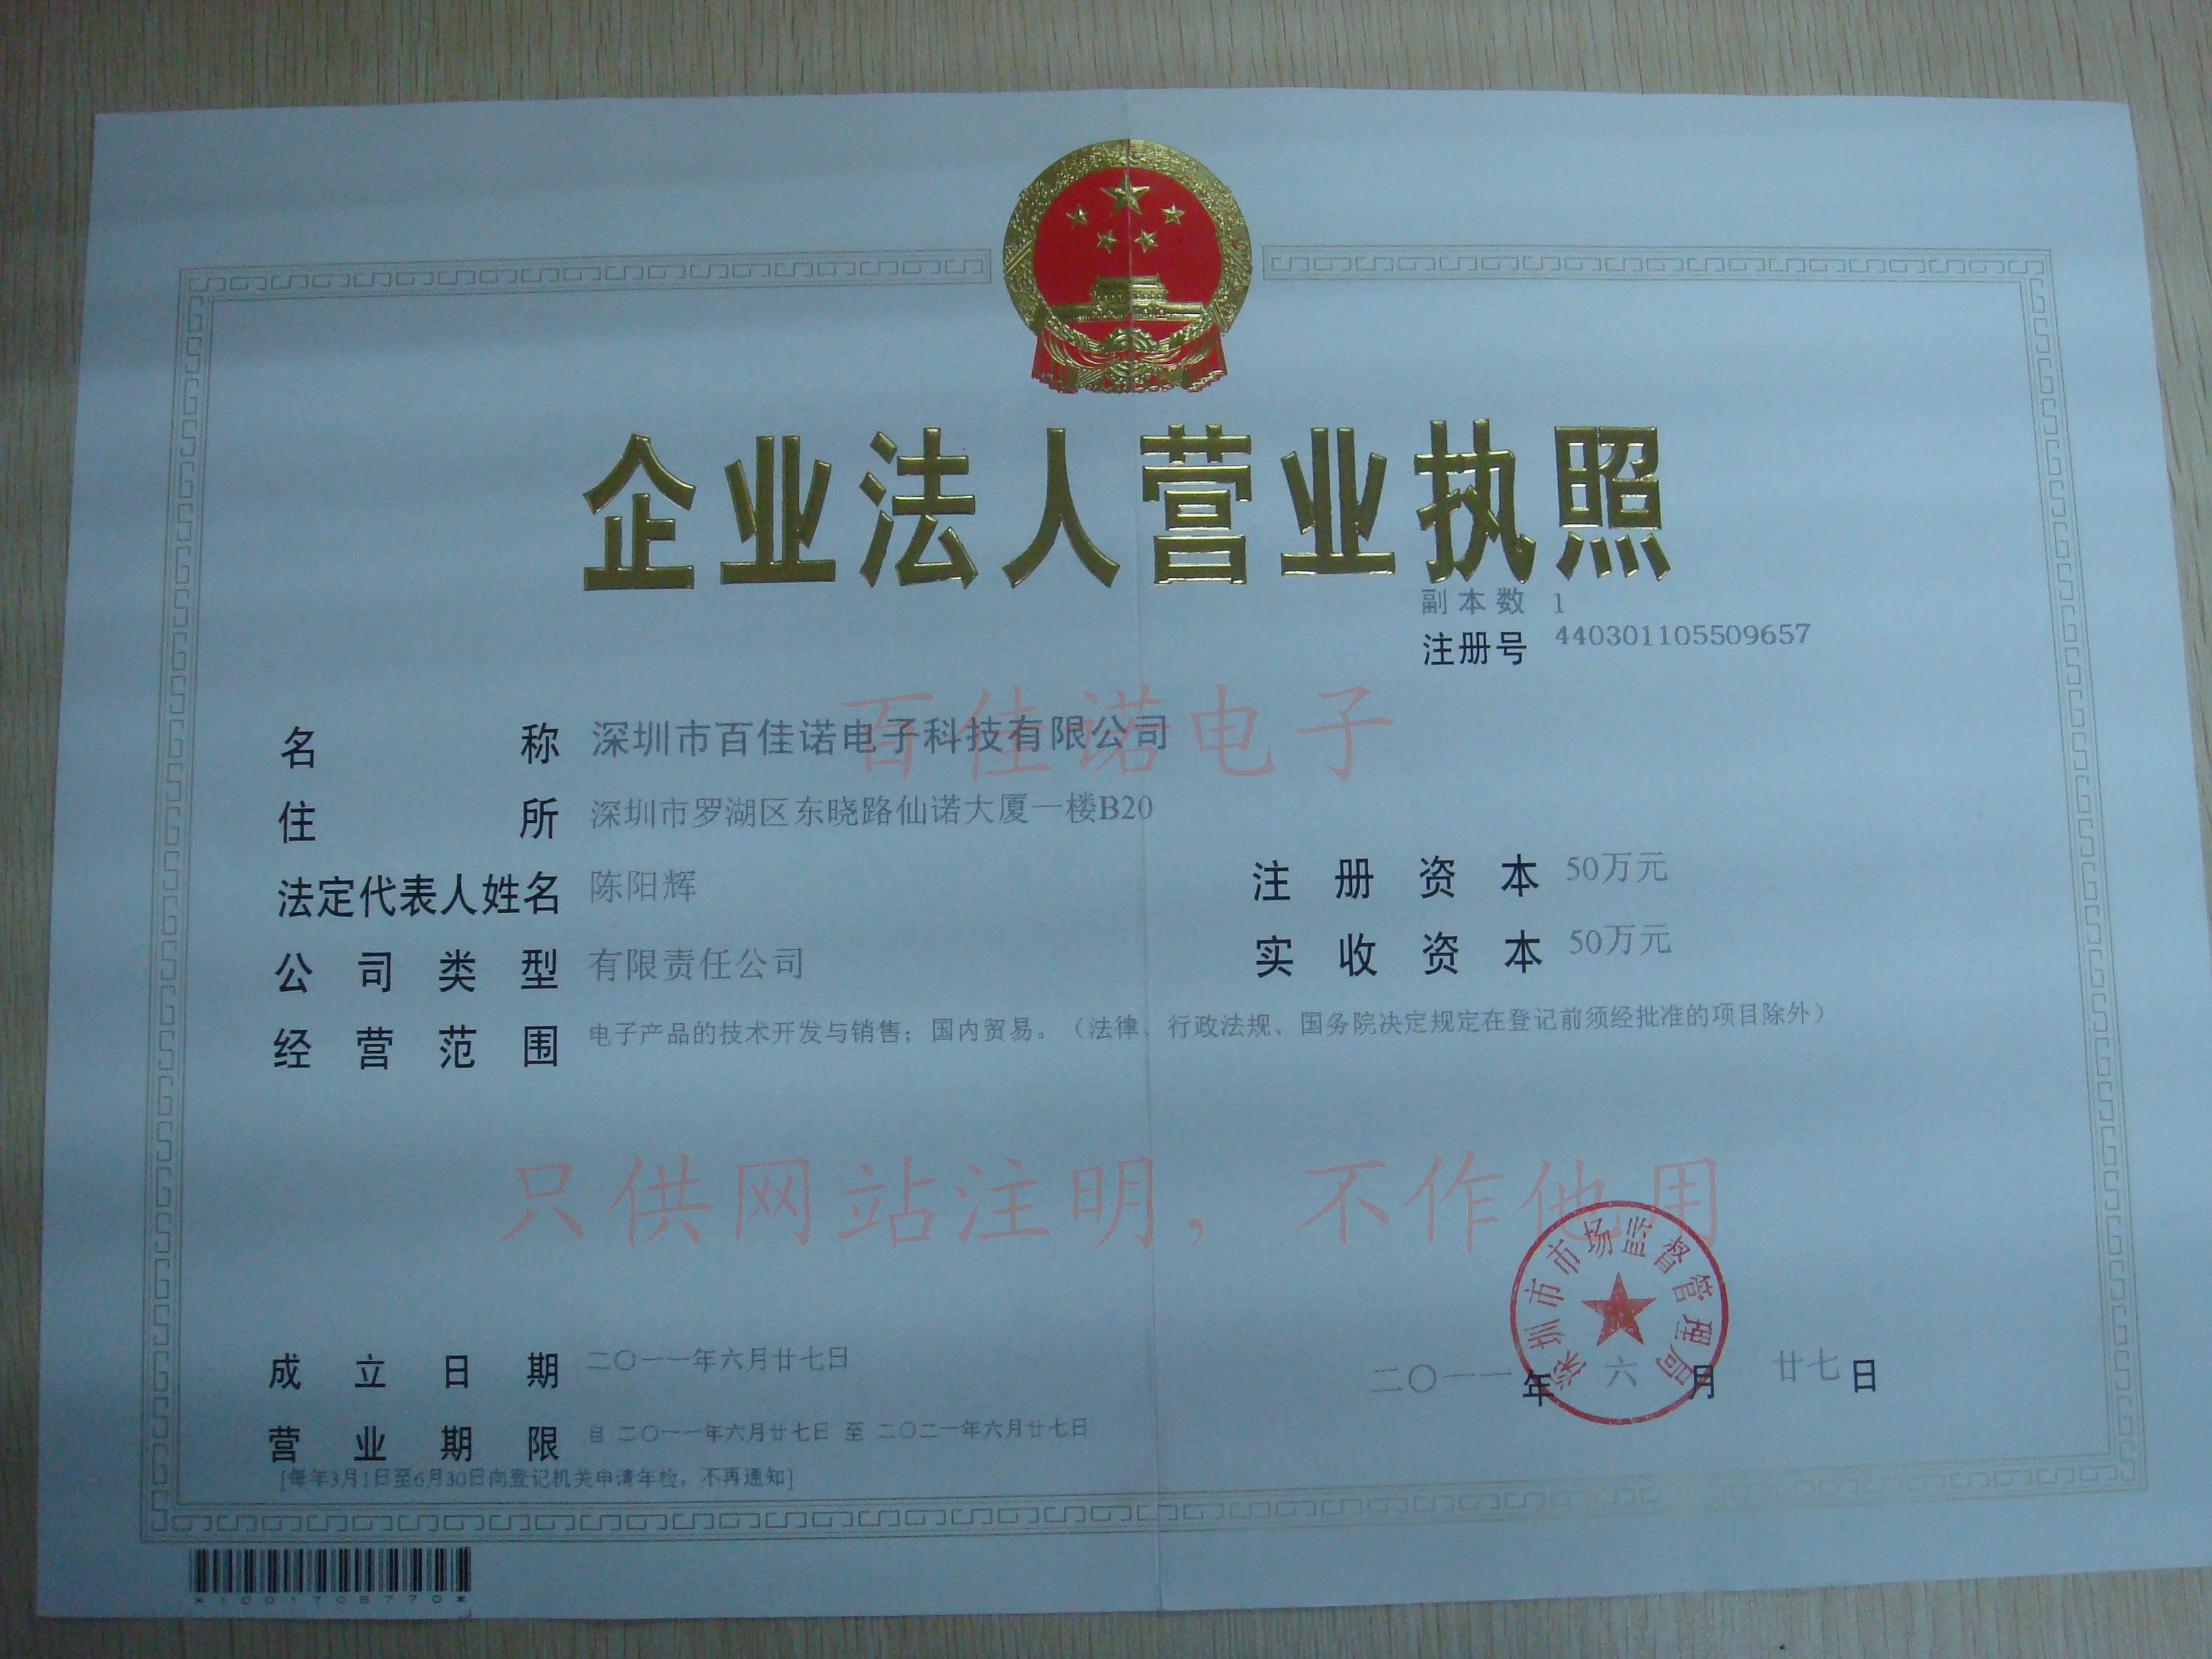 企业法人营业执照
副本数 1
注册号 440301105509657
百佳诺电子
名称 深圳市百佳诺电子科技有限公司
住所 深圳市罗湖区东晓路仙诺大厦一楼B20
法定代表人姓名 陈阳辉
注册资本 50万元
公司类型 有限责任公司
实收资本 50万元
经营范围 电子产品的技术开发与销售；国内贸易。（法律、行政法规、国务院决定规定在登记前须经批准的项目除外）
只供网站注明，不作他用
深圳市市场监督管理局
成立日期 二〇一一年六月廿七日
二〇一一年六月廿七日
营业期限 自 二〇一一年六月廿七日 至 二〇二一年六月廿七日
[每年3月1日至6月30日向登记机关申请年检，不再通知]
*1001705770*